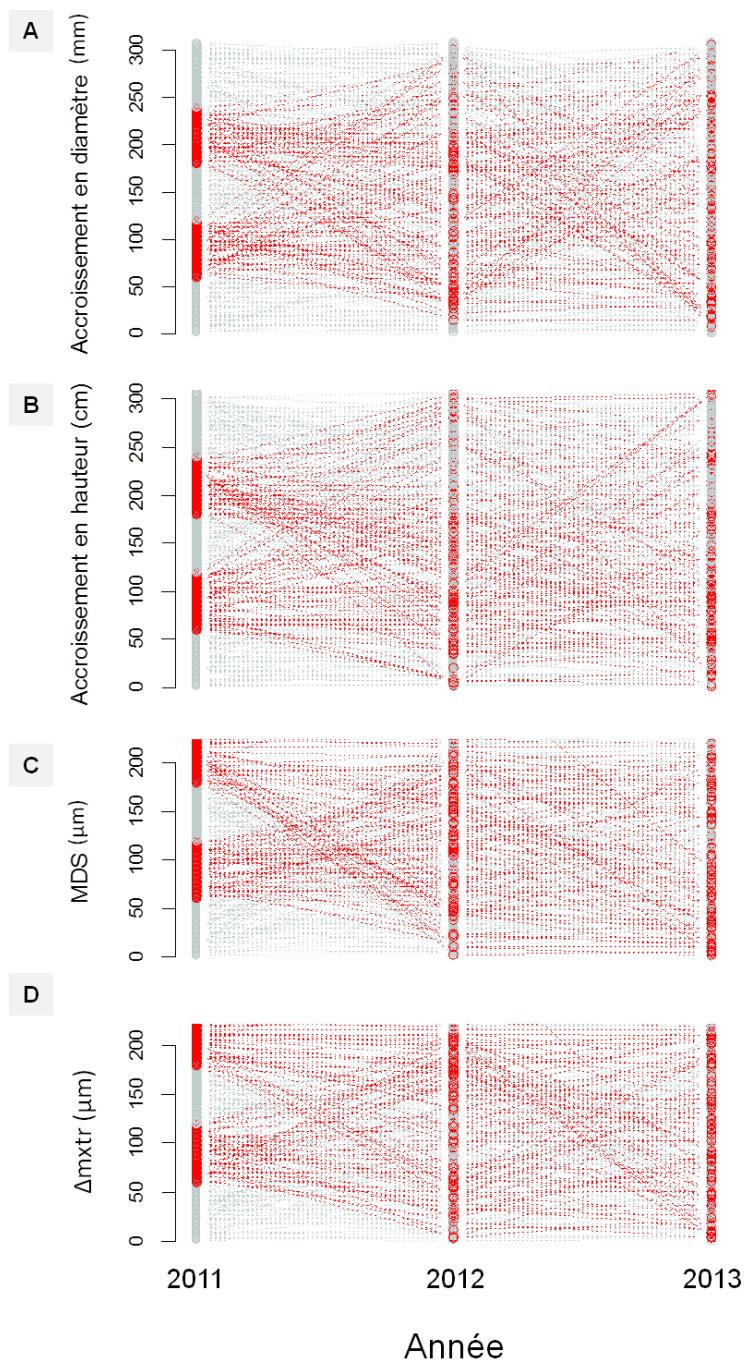 A
Accroissement en diamètre (mm)
300
250
200
150
100
50
0
B
Accroissement en hauteur (cm)
300
250
200
150
100
50
0
C
MDS (µm)
200
150
100
50
0
D
Δmxtr (µm)
200
150
100
50
0
2011 2012 2013
Année